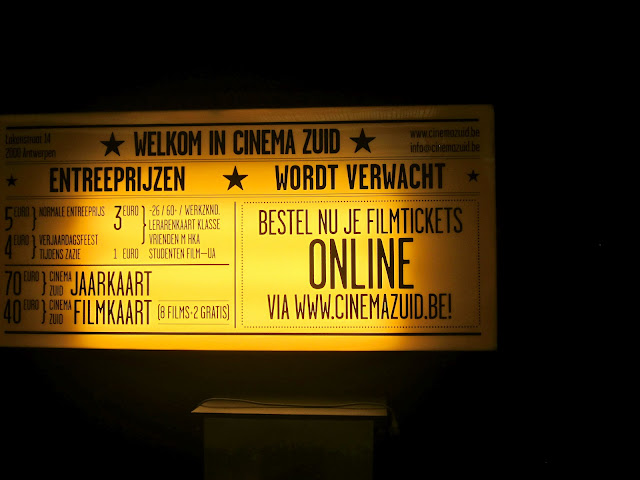 Lakenstraat 14
2000 Antwerpen
★ WELKOM IN CINEMA ZUID ★
www.cinemazuid.be
info@cinemazuid.be
★ ENTREEPRIJZEN ★ WORDT VERWACHT ★
5 EURO } NORMALE ENTREEPRIJS
4 EURO } VERJAARDAGSFEEST
TIJDENS ZAZIE
3 EURO } -26 / 60+ / WERKZKND.
LERARENKAART KLASSE
VRIENDEN M HKA
1 EURO STUDENTEN FILM—UA
70 EURO } CINEMA ZUID JAARKAART
40 EURO } CINEMA ZUID FILMKAART (8 FILMS+2 GRATIS)
BESTEL NU JE FILMTICKETS
ONLINE
VIA WWW.CINEMAZUID.BE!